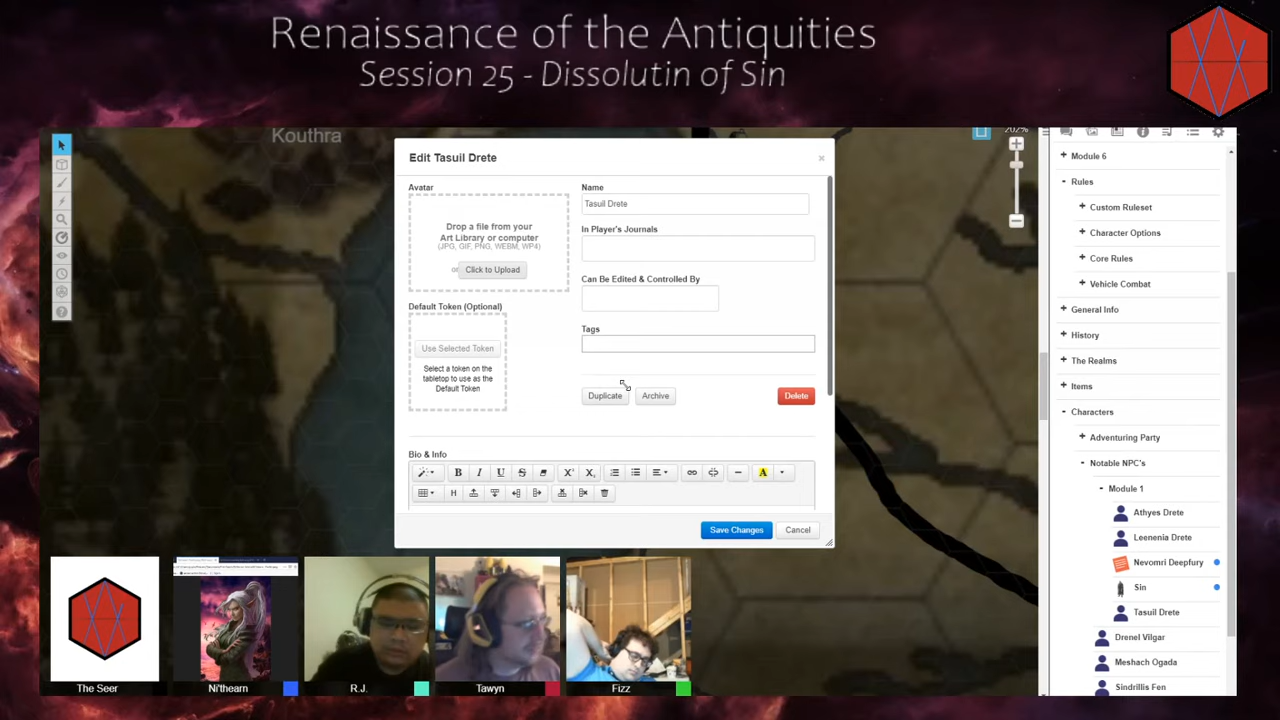 Renaissance of the Antiquities
Session 25 - Dissolutin of Sin
Kouthra
202%
Edit Tasuil Drete
×
Avatar
Drop a file from your
Art Library or computer
(JPG, GIF, PNG, WEBM, WP4)
or Click to Upload
Default Token (Optional)
Use Selected Token
Select a token on the
tabletop to use as the
Default Token
Name
Tasuil Drete
In Player's Journals
Can Be Edited & Controlled By
Tags
Duplicate
Archive
Delete
Bio & Info
B I U S X X A
H
Save Changes
Cancel
Module 6
Rules
Custom Ruleset
Character Options
Core Rules
Vehicle Combat
General Info
History
The Realms
Items
Characters
Adventuring Party
Notable NPC's
Module 1
Athyes Drete
Leenenia Drete
Nevomri Deepfury
Sin
Tasuil Drete
Drenel Vilgar
Meshach Ogada
Sindrillis Fen
The Seer
Ni'thearn
R.J.
Tawyn
Fizz